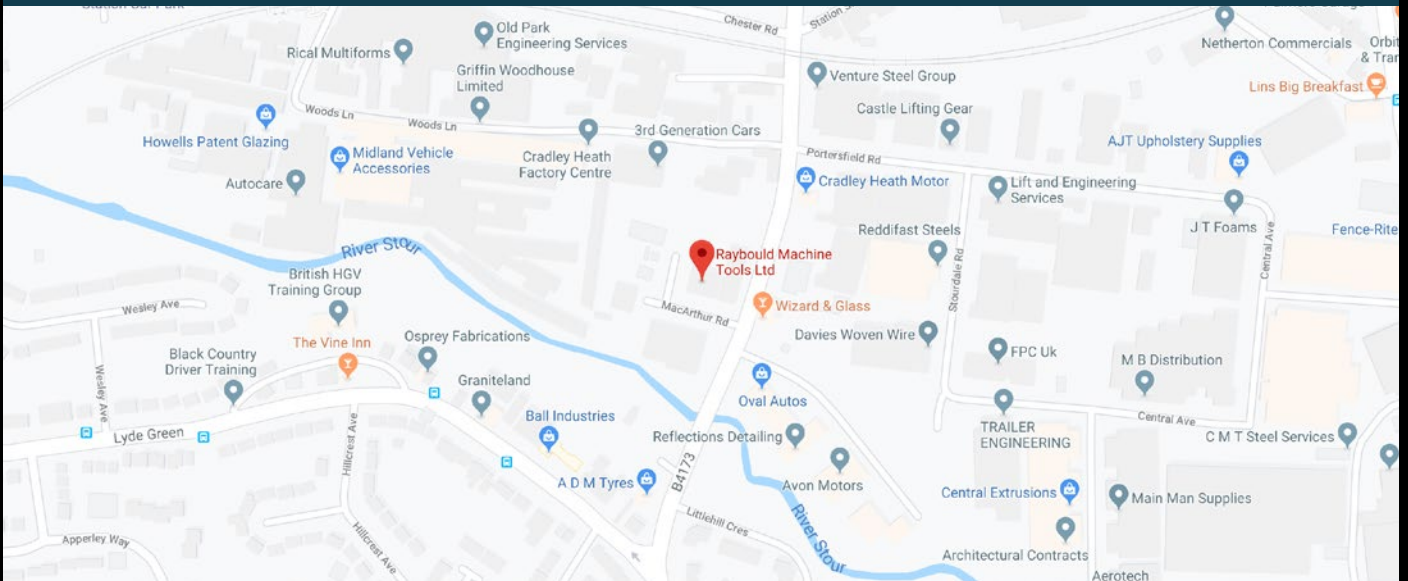 Station Car Park
Chester Rd
Station
Old Park
Engineering Services
Rical Multiforms
Griffin Woodhouse
Limited
Venture Steel Group
Netherton Commercials
Orbit
& Tran
Lins Big Breakfast
Castle Lifting Gear
Woods Ln
Woods Ln
3rd Generation Cars
Howells Patent Glazing
Midland Vehicle
Accessories
Cradley Heath
Factory Centre
Portersfield Rd
AJT Upholstery Supplies
Autocare
Cradley Heath Motor
Lift and Engineering
Services
Reddifast Steels
J T Foams
Fence-Rite
River Stour
Raybould Machine
Tools Ltd
Central Ave
Stourdale Rd
British HGV
Training Group
Wesley Ave
MacArthur Rd
Wizard & Glass
The Vine Inn
Osprey Fabrications
Davies Woven Wire
FPC Uk
M B Distribution
Black Country
Driver Training
Wesley Ave
Graniteland
Oval Autos
Ball Industries
Central Ave
Lyde Green
Hillcrest Ave
Reflections Detailing
TRAILER
ENGINEERING
C M T Steel Services
B4173
A D M Tyres
Avon Motors
Central Extrusions
Main Man Supplies
Littlehill Cres
River Stour
Apperley Way
Hillcrest Ave
Architectural Contracts
Aerotech